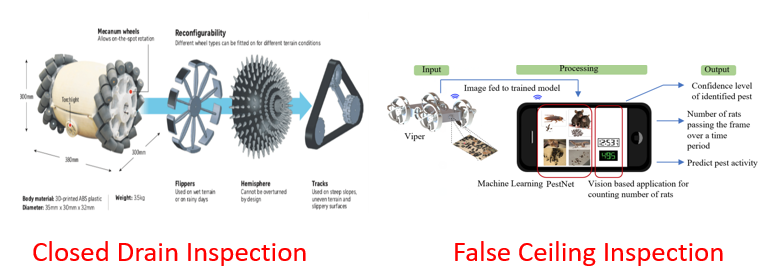 Mecanum wheels
Allows on-the-spot rotation
Reconfigurability
Different wheel types can be fitted on for different terrain conditions
300mm
Torchlight
380mm
300mm
Body material: 3D-printed ABS plastic
Diameter: 35mm x 30mm x 32mm
Weight: 3.5kg
Flippers
Used on wet terrain
or on rainy days
Hemisphere
Cannot be overturned
by design
Tracks
Used on steep slopes,
uneven terrain and
slippery surfaces
Closed Drain Inspection
Input
Processing
Output
Image fed to trained model
Viper
Machine Learning
PestNet
Vision based application for
counting number of rats
Confidence level
of identified pest
Number of rats
passing the frame
over a time
period
Predict pest activity
False Ceiling Inspection